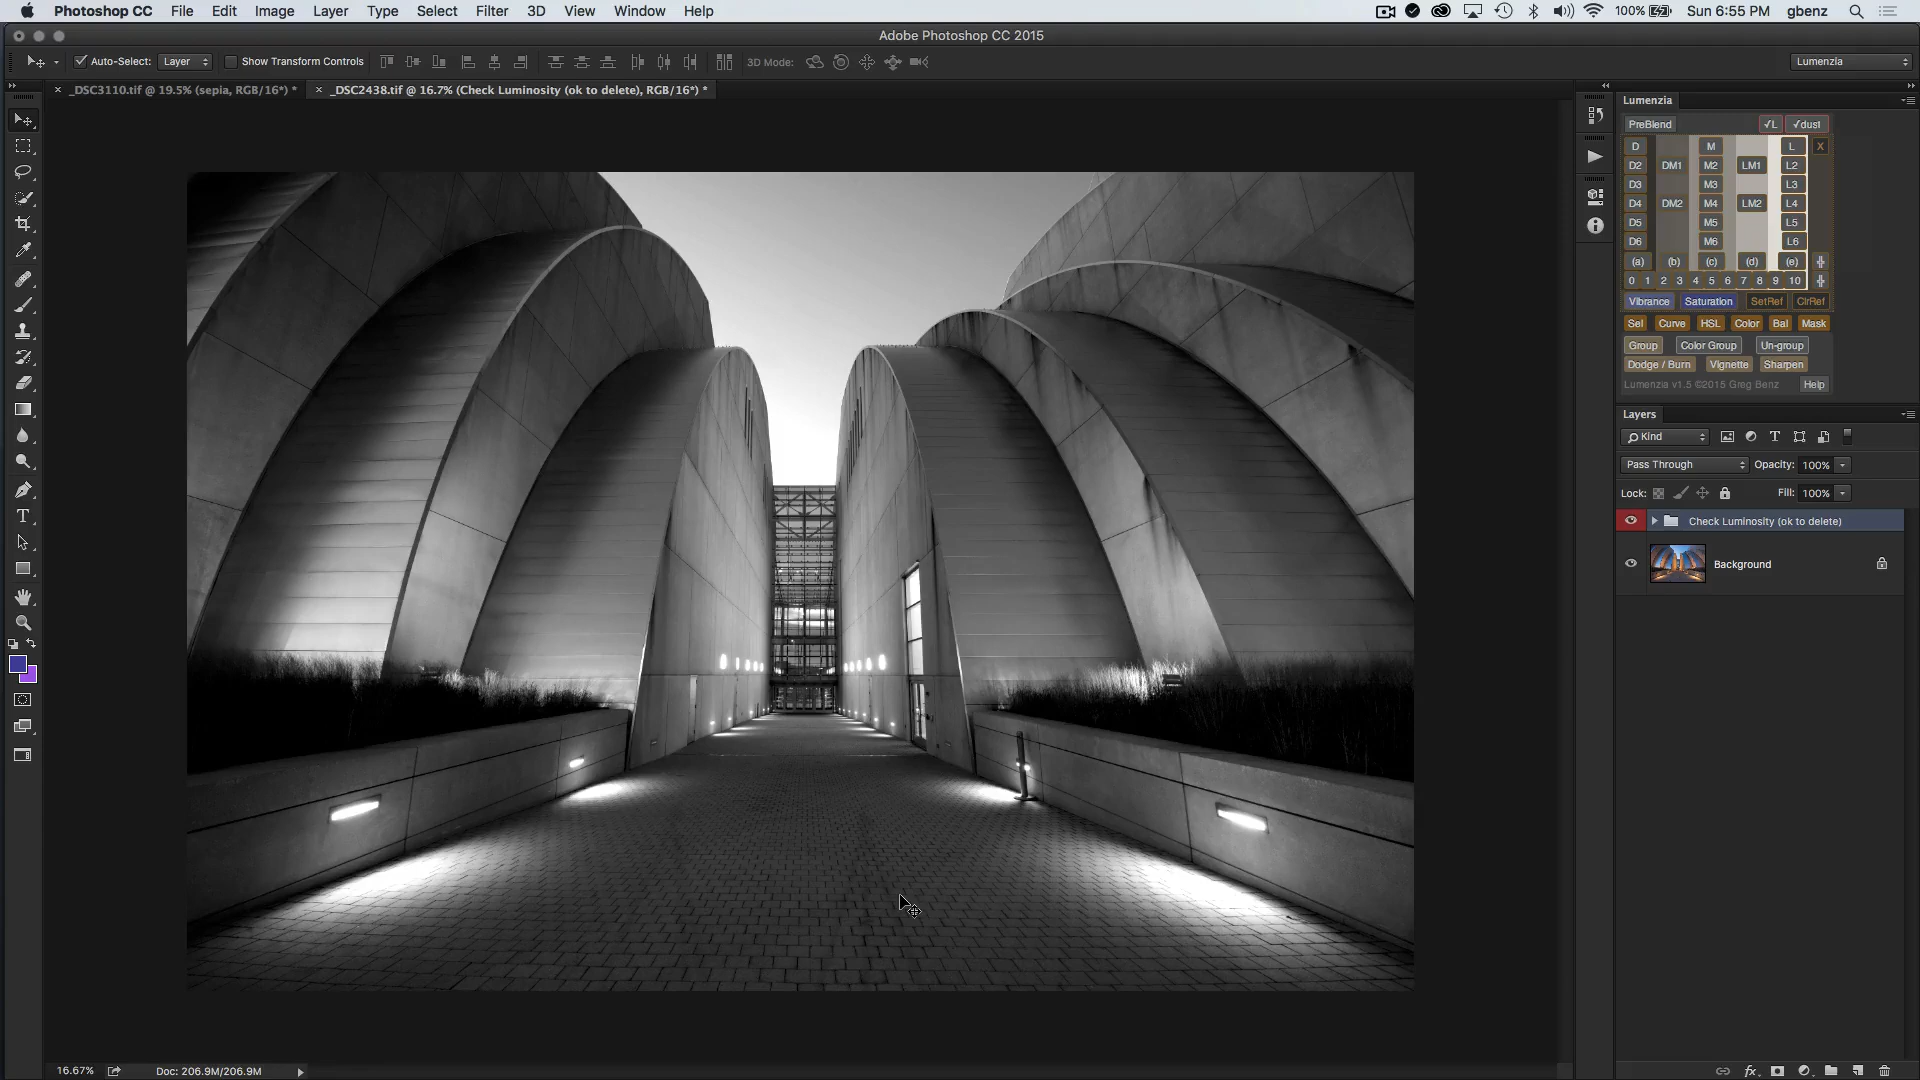 Photoshop CC File Edit Image Layer Type Select Filter 3D View Window Help 100% Sun 6:55 PM gbenz
Adobe Photoshop CC 2015
Auto-Select: Layer Show Transform Controls 3D Mode: Lumenzia
_DSC3110.tif @ 19.5% (sepia, RGB/16*) * _DSC2438.tif @ 16.7% (Check Luminosity (ok to delete), RGB/16*) *
Lumenzia
PreBlend √L √dust
D M L X
D2 DM1 M2 LM1 L2
D3 M3 L3
D4 DM2 M4 LM2 L4
D5 M5 L5
D6 M6 L6
(a) (b) (c) (d) (e)
0 1 2 3 4 5 6 7 8 9 10
Vibrance Saturation SetRef ClrRef
Sel Curve HSL Color Bal Mask
Group Color Group Un-group
Dodge / Burn Vignette Sharpen
Lumenzia v1.5 ©2015 Greg Benz Help
Layers
Kind
Pass Through Opacity: 100%
Lock: Fill: 100%
Check Luminosity (ok to delete)
Background
16.67% Doc: 206.9M/206.9M
fx